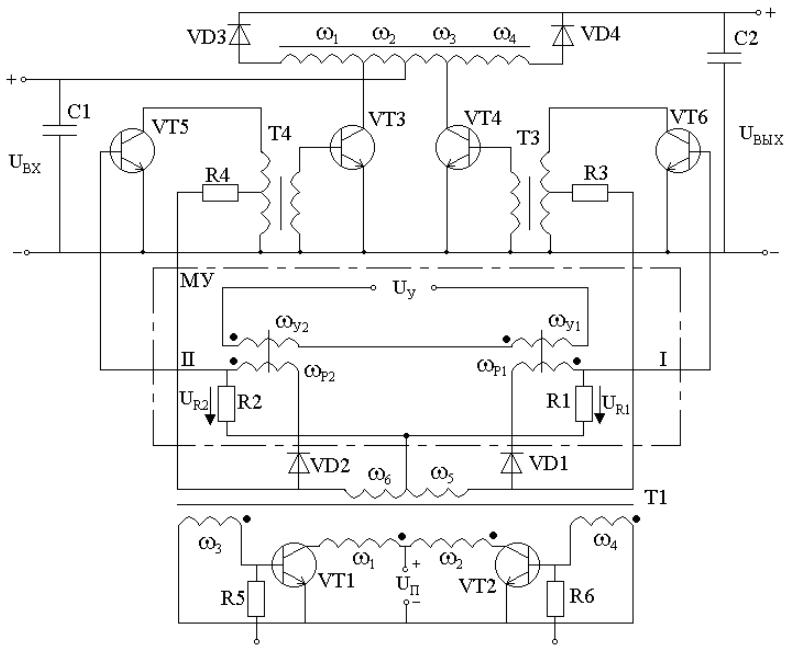 +
VD3 ω1 ω2 ω3 ω4 VD4
C2
+
C1
VT5 T4 VT3 VT4 T3 VT6
UВХ
UВЫХ
R4 R3
− −
МУ
UУ
ωУ2 ωУ1
II ωР2 ωР1 I
UR2 R2 R1 UR1
VD2 ω6 ω5 VD1
T1
ω3 ω4
+
VT1 ω1 UП ω2 VT2
−
R5 R6